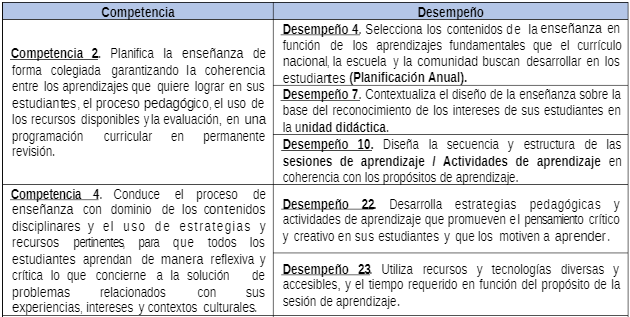 Competencia
Desempeño
Competencia 2. Planifica la enseñanza de
forma colegiada garantizando la coherencia
entre los aprendizajes que quiere lograr en sus
estudiantes, el proceso pedagógico, el uso de
los recursos disponibles y la evaluación, en una
programación curricular en permanente
revisión.
Desempeño 4. Selecciona los contenidos de la enseñanza en
función de los aprendizajes fundamentales que el currículo
nacional, la escuela y la comunidad buscan desarrollar en los
estudiantes (Planificación Anual).
Desempeño 7. Contextualiza el diseño de la enseñanza sobre la
base del reconocimiento de los intereses de sus estudiantes en
la unidad didáctica.
Desempeño 10. Diseña la secuencia y estructura de las
sesiones de aprendizaje / Actividades de aprendizaje en
coherencia con los propósitos de aprendizaje.
Competencia 4. Conduce el proceso de
enseñanza con dominio de los contenidos
disciplinares y el uso de estrategias y
recursos pertinentes, para que todos los
estudiantes aprendan de manera reflexiva y
crítica lo que concierne a la solución de
problemas relacionados con sus
experiencias, intereses y contextos culturales.
Desempeño 22. Desarrolla estrategias pedagógicas y
actividades de aprendizaje que promueven el pensamiento crítico
y creativo en sus estudiantes y que los motiven a aprender.
Desempeño 23. Utiliza recursos y tecnologías diversas y
accesibles, y el tiempo requerido en función del propósito de la
sesión de aprendizaje.